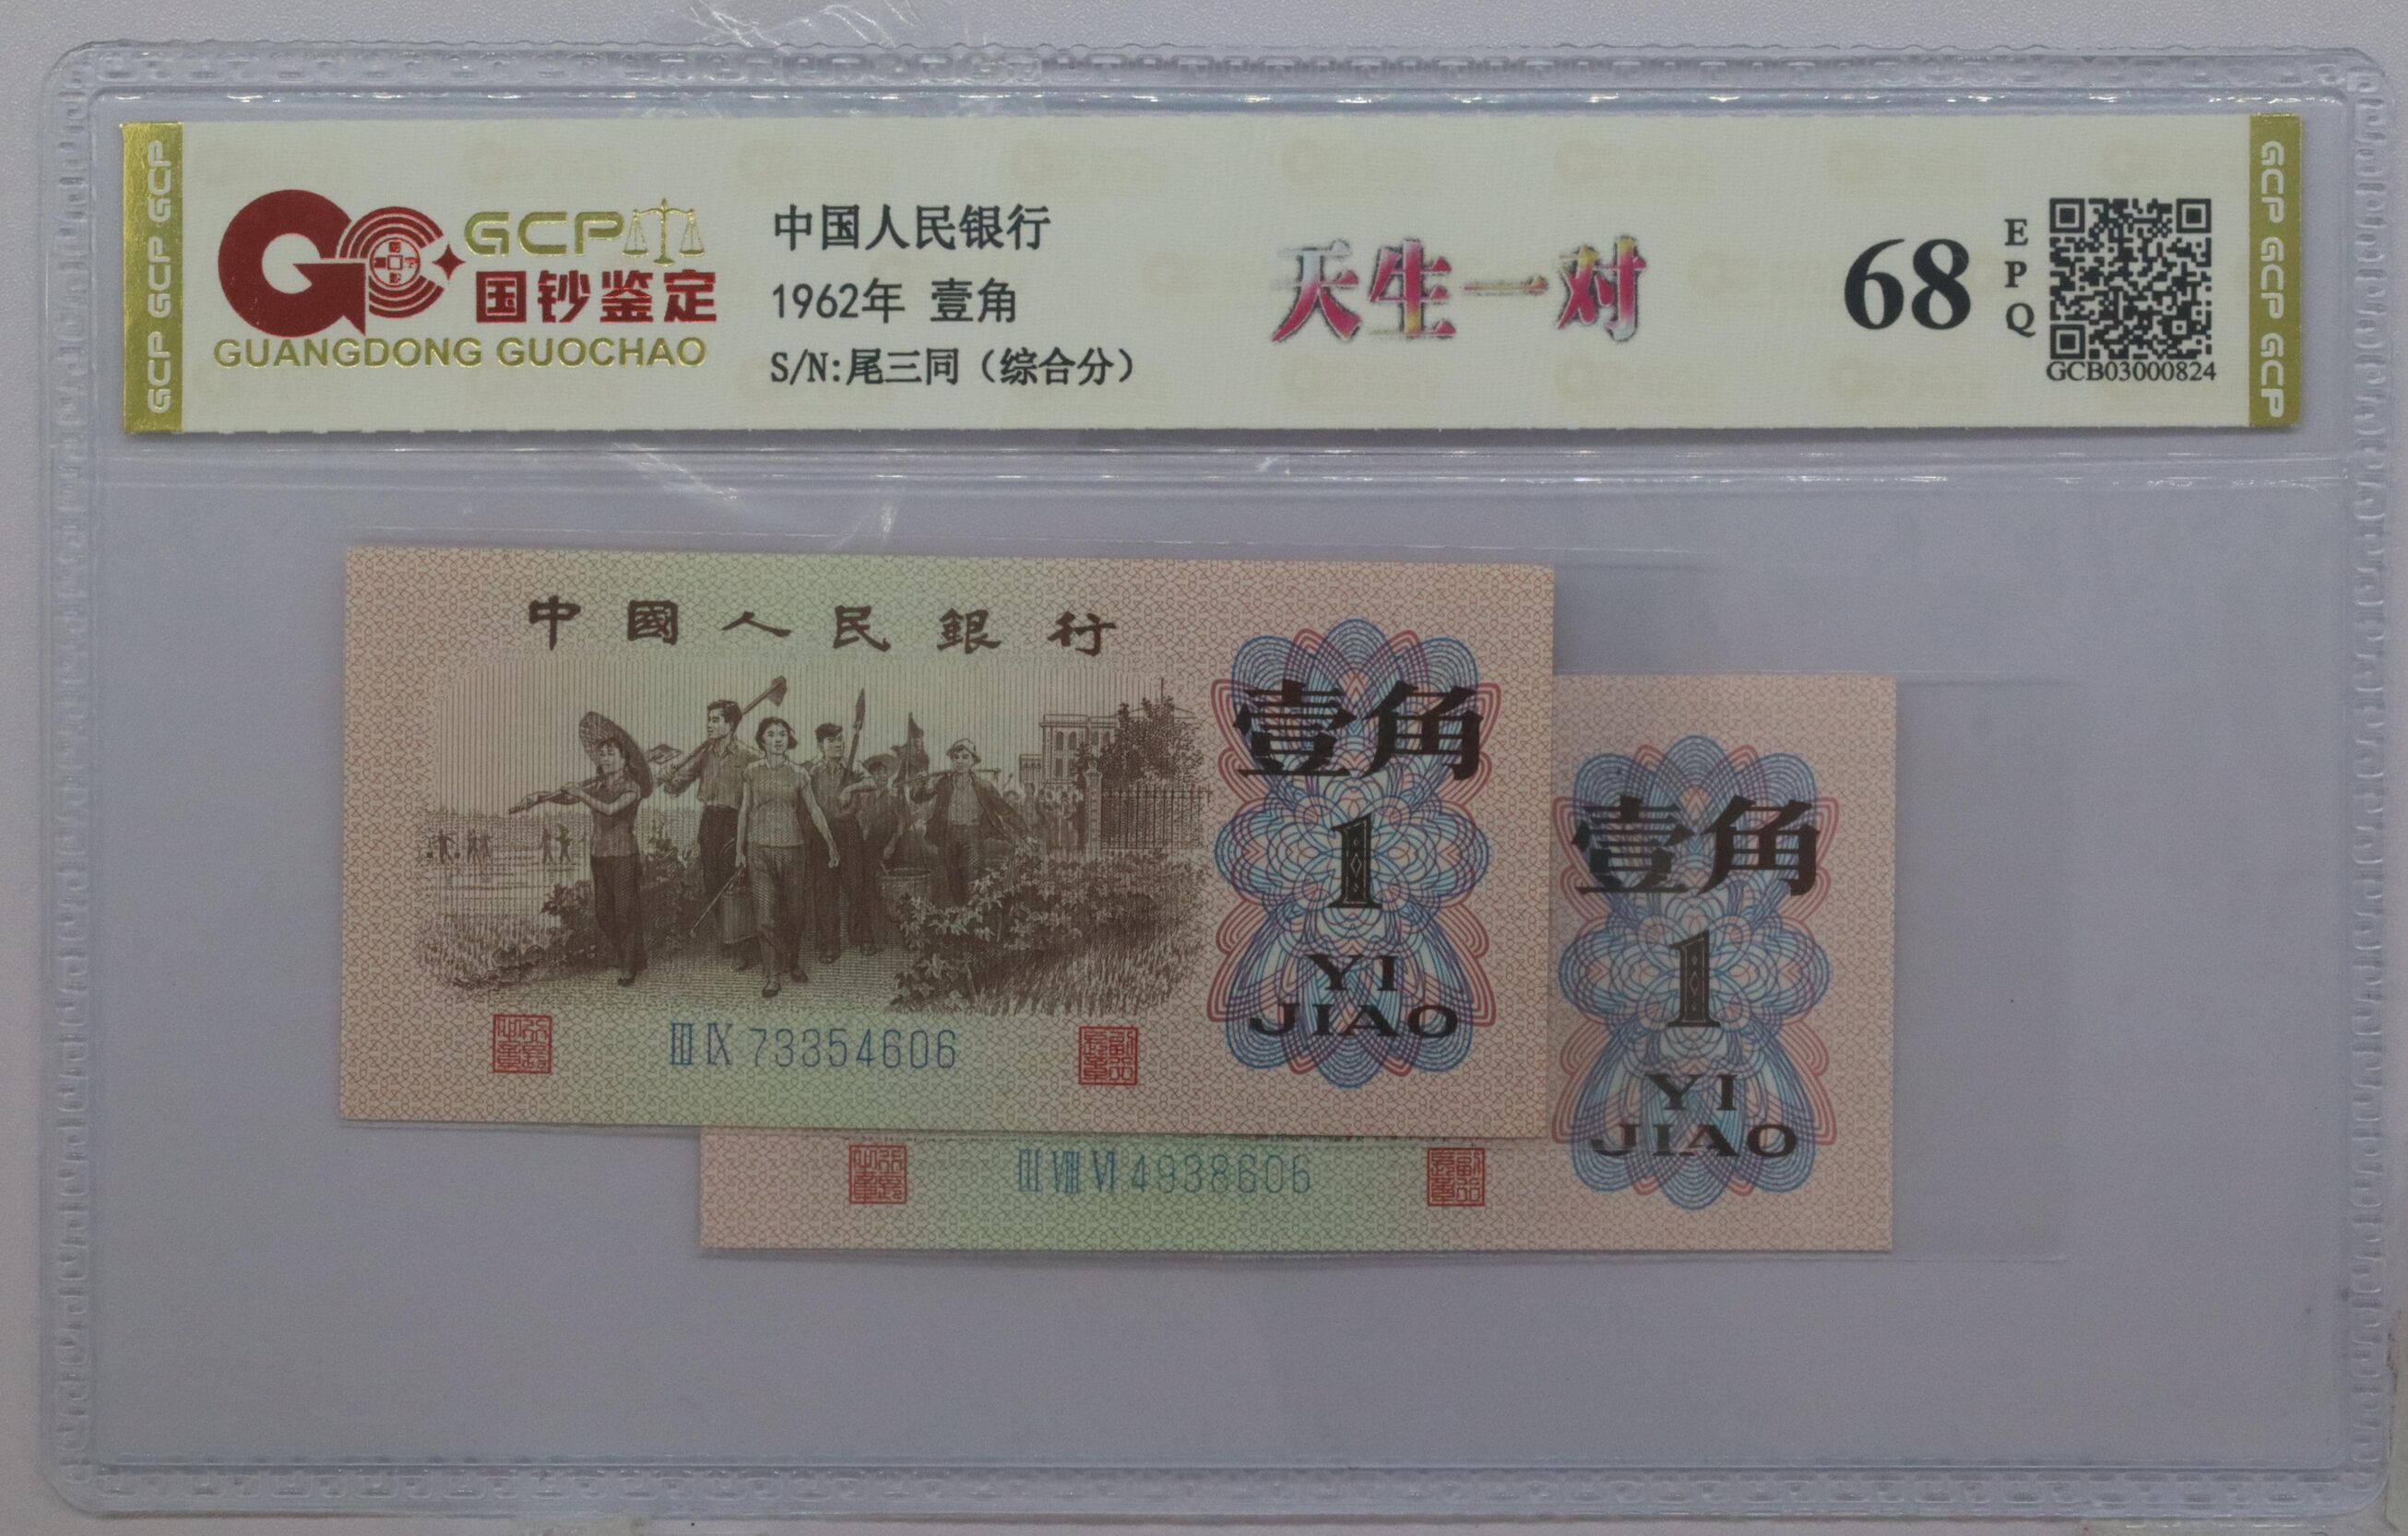 GCP GCP GCP
GCP
国钞鉴定
GUANGDONG GUOCHAO
中国人民银行
1962年 壹角
S/N:尾三同（综合分）
天生一对
68
EPQ
GCB03000824
GCP GCP GCP
中國人民銀行
壹角
1
YI
JIAO
III IX 73354606
壹角
1
YI
JIAO
III VIII VI 4938606